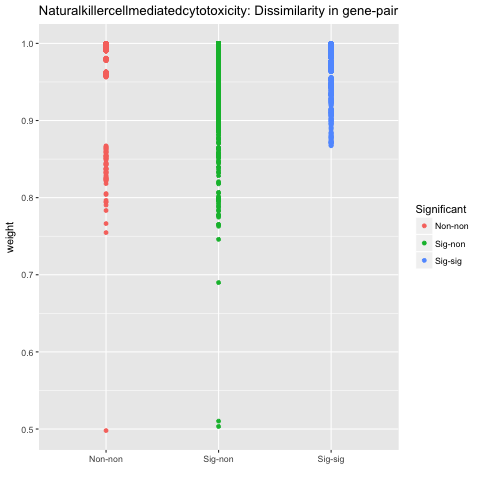 Naturalkillercellmediatedcytotoxicity: Dissimilarity in gene-pair
1.0
0.9
0.8
0.7
0.6
0.5
weight
Non-non
Sig-non
Sig-sig
Significant
Non-non
Sig-non
Sig-sig